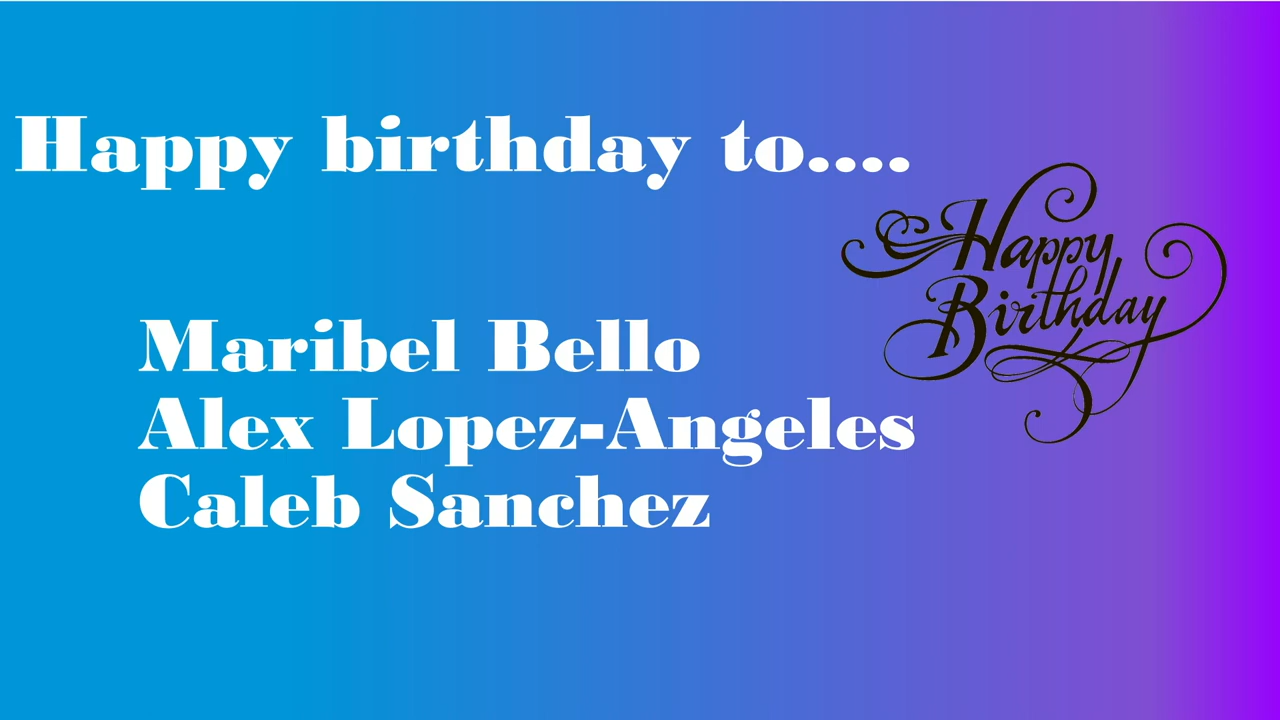 Happy birthday to....
Happy
Birthday
Maribel Bello
Alex Lopez-Angeles
Caleb Sanchez